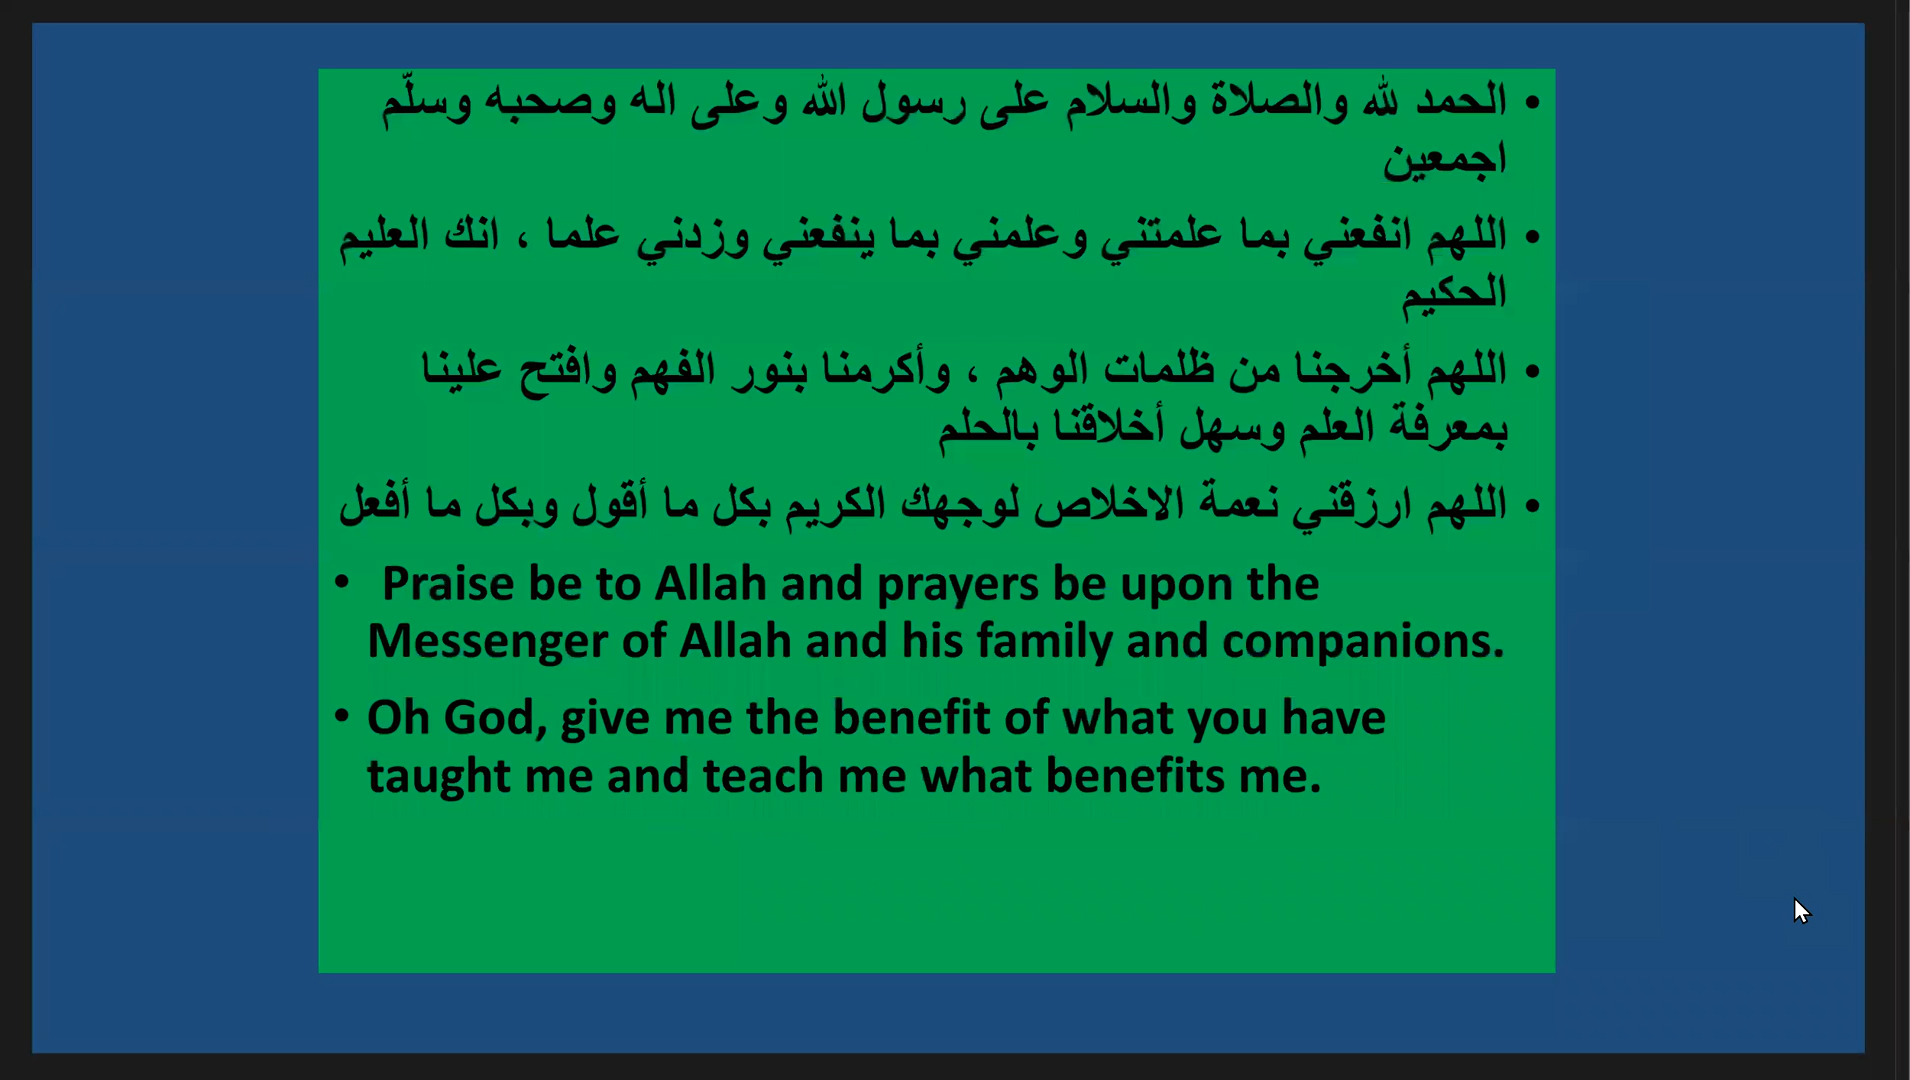 • الحمد لله والصلاة والسلام على رسول الله وعلى اله وصحبه وسلّم
اجمعين
• اللهم انفعني بما علمتني وعلمني بما ينفعني وزدني علما ، انك العليم
الحكيم
• اللهم أخرجنا من ظلمات الوهم ، وأكرمنا بنور الفهم وافتح علينا
بمعرفة العلم وسهل أخلاقنا بالحلم
• اللهم ارزقني نعمة الاخلاص لوجهك الكريم بكل ما أقول وبكل ما أفعل
• Praise be to Allah and prayers be upon the
Messenger of Allah and his family and companions.
• Oh God, give me the benefit of what you have
taught me and teach me what benefits me.